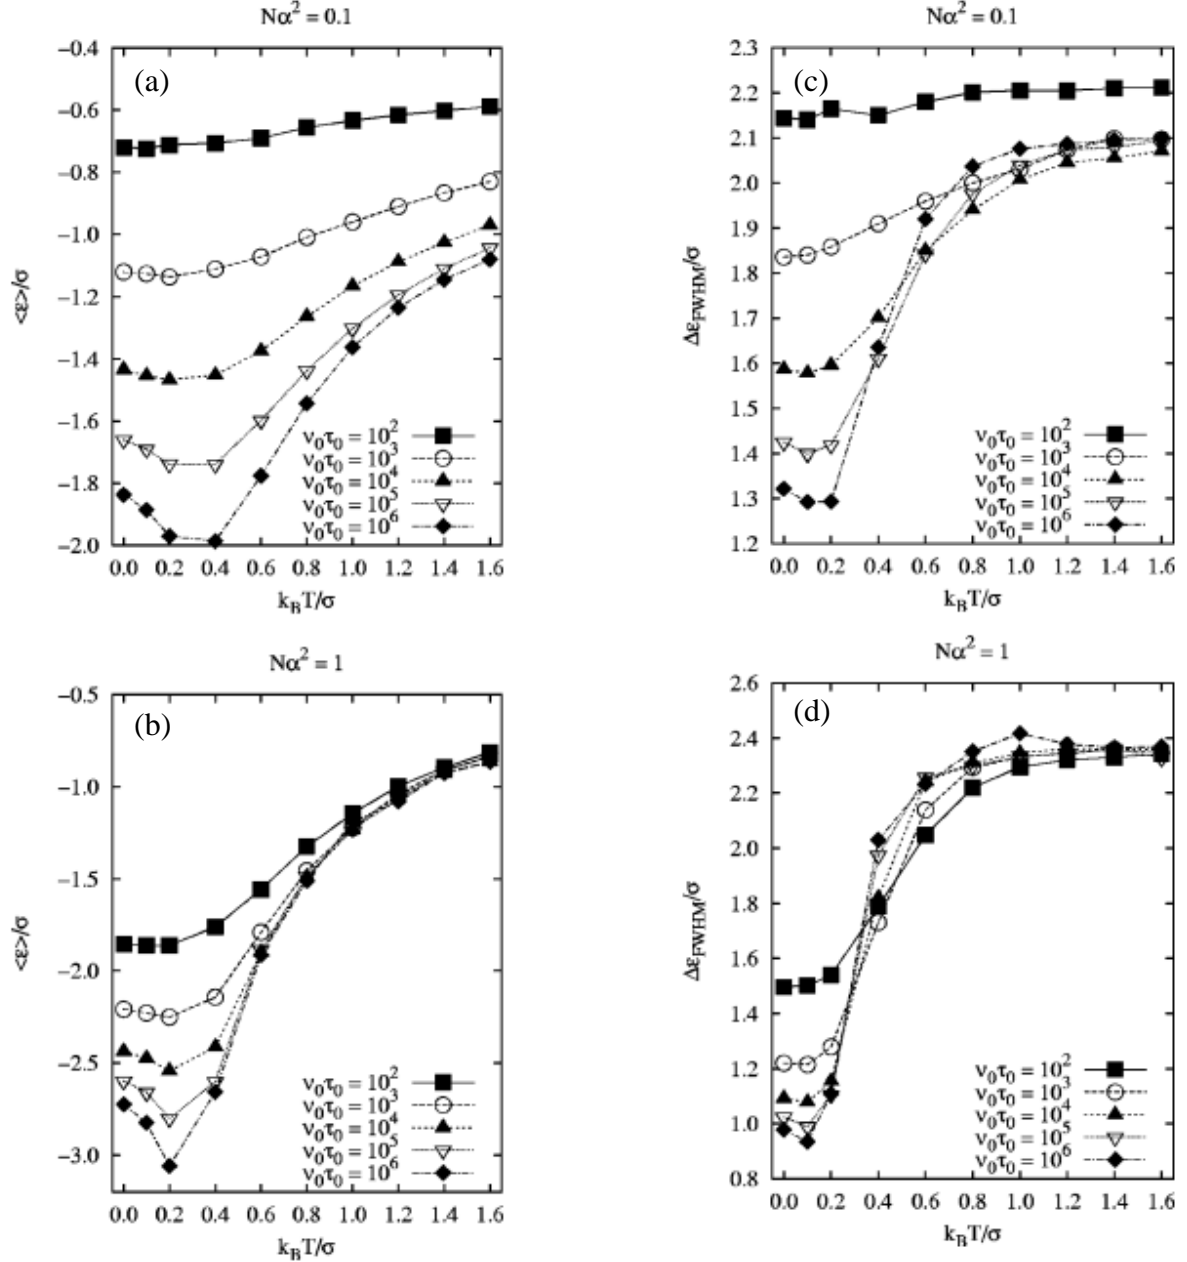 Nα² = 0.1
(a)
−0.4
−0.6
−0.8
−1.0
−1.2
−1.4
−1.6
−1.8
−2.0
<ε>/σ
ν₀τ₀ = 10²
ν₀τ₀ = 10³
ν₀τ₀ = 10⁴
ν₀τ₀ = 10⁵
ν₀τ₀ = 10⁶
0.0 0.2 0.4 0.6 0.8 1.0 1.2 1.4 1.6
k_BT/σ
Nα² = 0.1
(c)
2.3
2.2
2.1
2.0
1.9
1.8
1.7
1.6
1.5
1.4
1.3
1.2
Δε_FWHM/σ
ν₀τ₀ = 10²
ν₀τ₀ = 10³
ν₀τ₀ = 10⁴
ν₀τ₀ = 10⁵
ν₀τ₀ = 10⁶
0.0 0.2 0.4 0.6 0.8 1.0 1.2 1.4 1.6
k_BT/σ
Nα² = 1
(b)
−0.5
−1.0
−1.5
−2.0
−2.5
−3.0
<ε>/σ
ν₀τ₀ = 10²
ν₀τ₀ = 10³
ν₀τ₀ = 10⁴
ν₀τ₀ = 10⁵
ν₀τ₀ = 10⁶
0.0 0.2 0.4 0.6 0.8 1.0 1.2 1.4 1.6
k_BT/σ
Nα² = 1
(d)
2.6
2.4
2.2
2.0
1.8
1.6
1.4
1.2
1.0
0.8
Δε_FWHM/σ
ν₀τ₀ = 10²
ν₀τ₀ = 10³
ν₀τ₀ = 10⁴
ν₀τ₀ = 10⁵
ν₀τ₀ = 10⁶
0.0 0.2 0.4 0.6 0.8 1.0 1.2 1.4 1.6
k_BT/σ